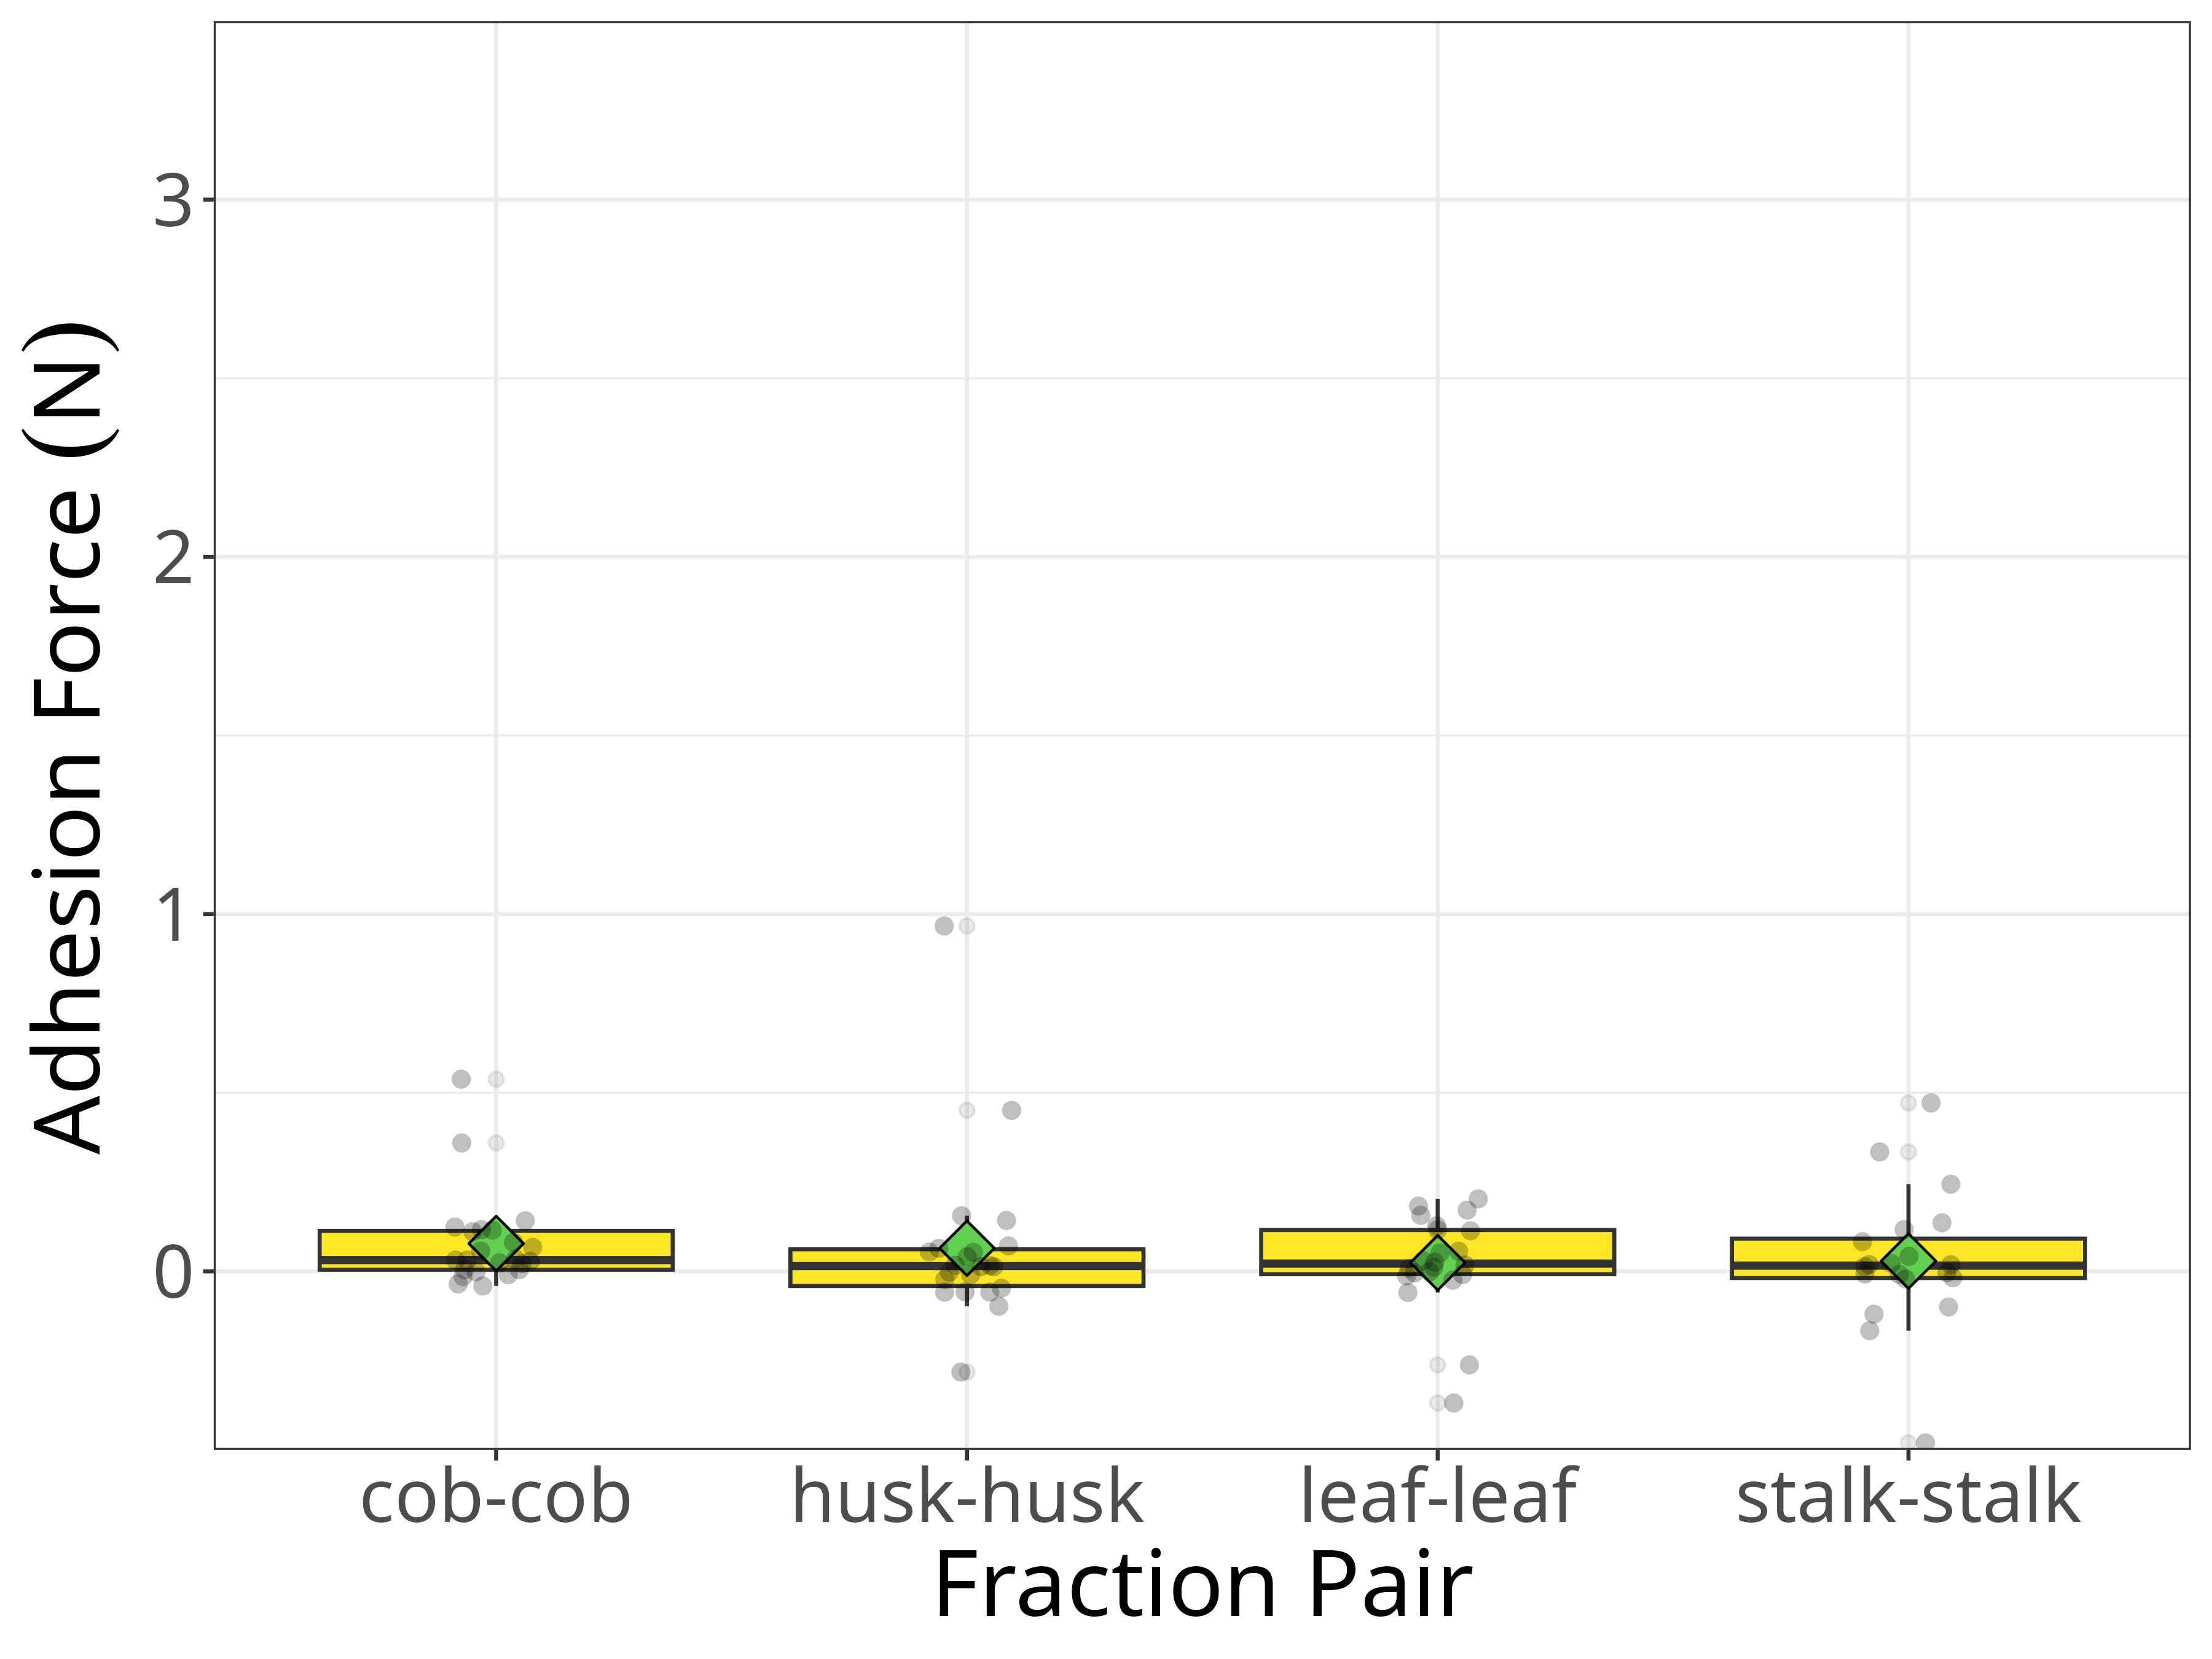 Adhesion Force (N)
3
2
1
0
cob-cob husk-husk leaf-leaf stalk-stalk
Fraction Pair